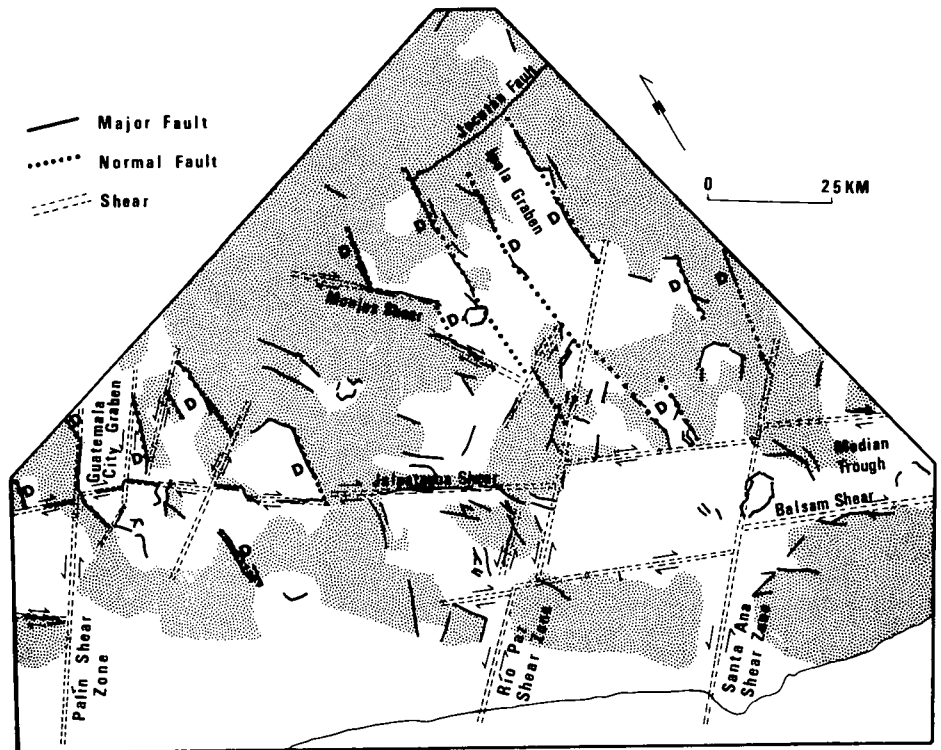 Major Fault
Normal Fault
Shear
N
0 25 KM
Jocotan Fault
Ipala Graben
D
D
D
D
D
D
Monjas Shear
D
D
D
D
D
D
D
D
D
Guatemala
City Graben
Jalpatagua Shear
Median
Trough
Balsam Shear
Palin Shear
Zone
Rio Paz
Shear Zone
Santa Ana
Shear Zone